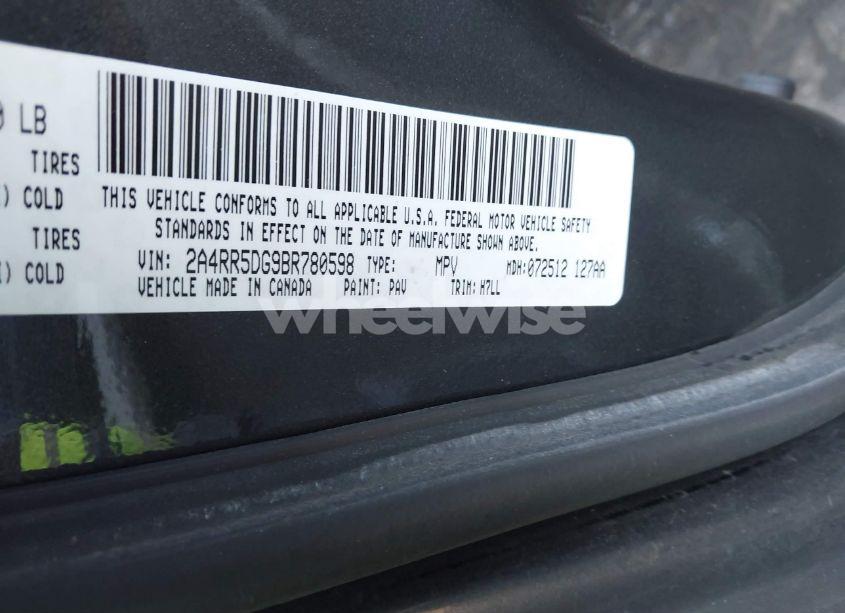 LB
TIRES
COLD
TIRES
COLD
THIS VEHICLE CONFORMS TO ALL APPLICABLE U.S.A. FEDERAL MOTOR VEHICLE SAFETY
STANDARDS IN EFFECT ON THE DATE OF MANUFACTURE SHOWN ABOVE.
VIN: 2A4RR5DG9BR780598 TYPE: MPV MDH: 072512 127AA
VEHICLE MADE IN CANADA PAINT: PAV TRIM: H7LL
wheelwise